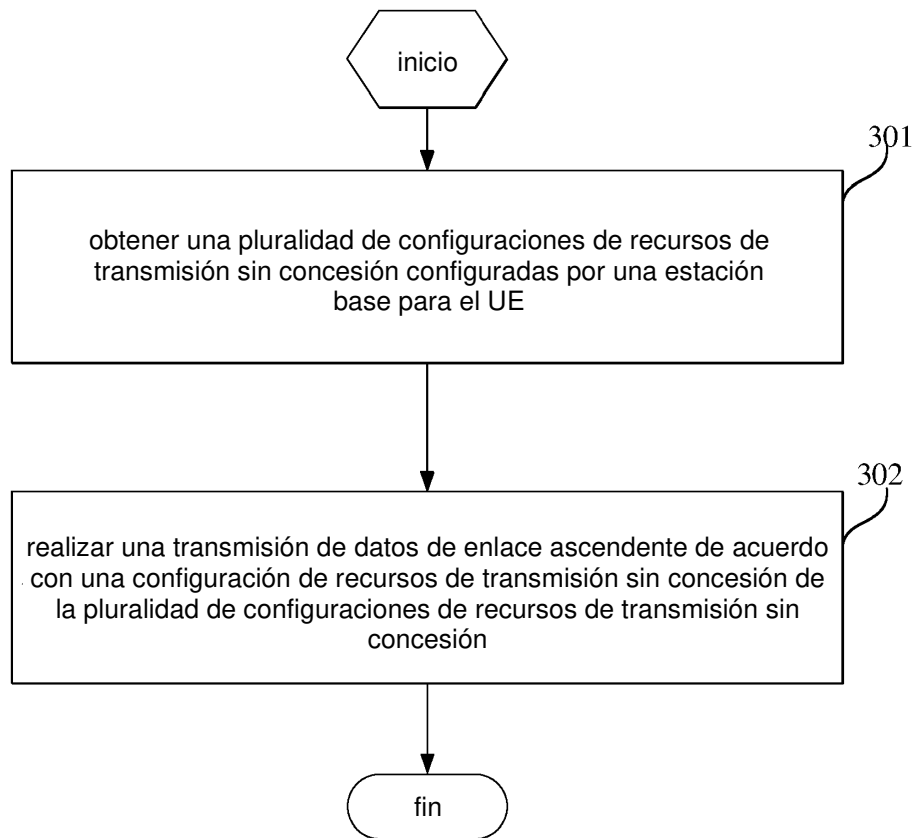 inicio
301
obtener una pluralidad de configuraciones de recursos de
transmisión sin concesión configuradas por una estación
base para el UE
302
realizar una transmisión de datos de enlace ascendente de acuerdo
con una configuración de recursos de transmisión sin concesión de
la pluralidad de configuraciones de recursos de transmisión sin
concesión
fin